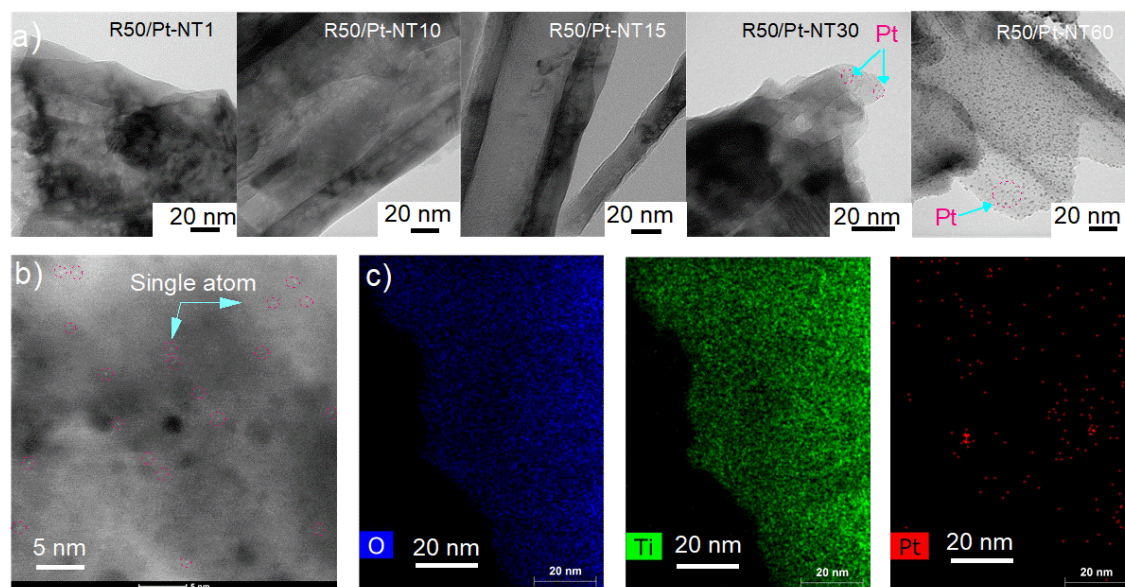 a)
R50/Pt-NT1
R50/Pt-NT10
R50/Pt-NT15
R50/Pt-NT30
R50/Pt-NT60
Pt
Pt
20 nm
20 nm
20 nm
20 nm
20 nm
b)
Single atom
5 nm
5 nm
c)
O
20 nm
20 nm
Ti
20 nm
20 nm
Pt
20 nm
20 nm